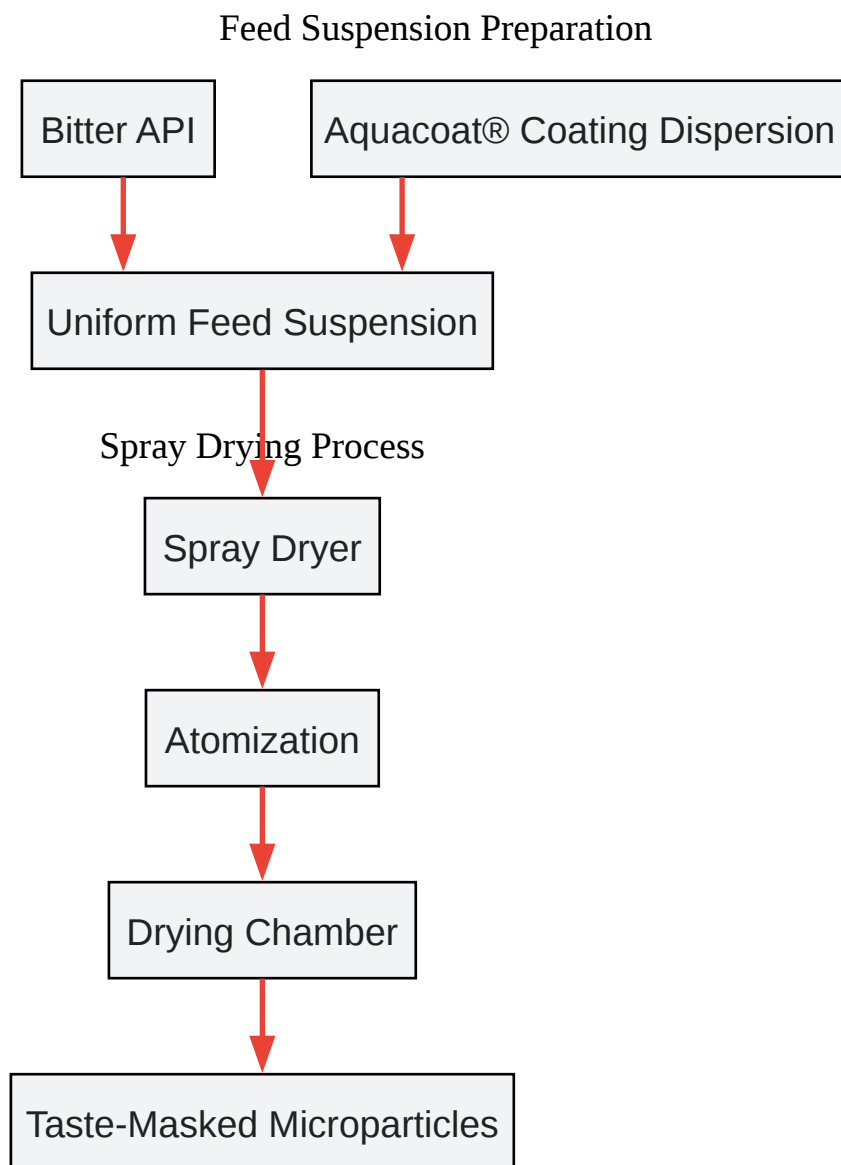 Feed Suspension Preparation
Bitter API
Aquacoat® Coating Dispersion
Uniform Feed Suspension
Spray Drying Process
Spray Dryer
Atomization
Drying Chamber
Taste-Masked Microparticles